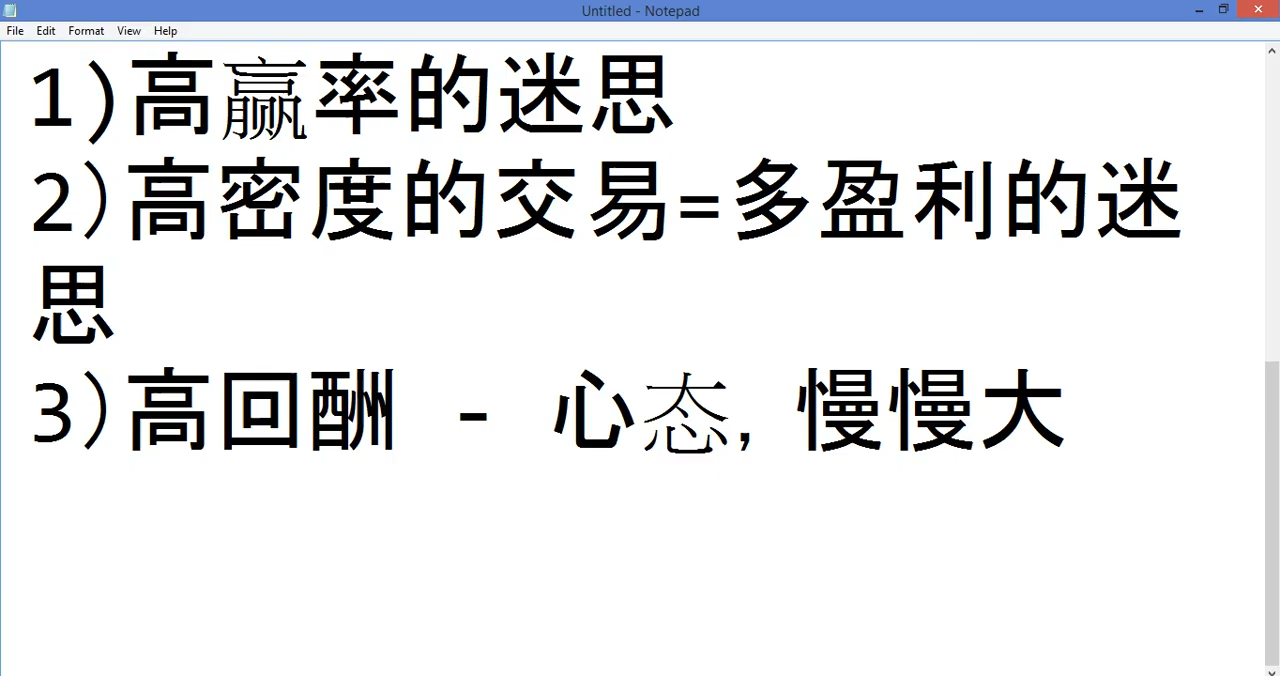 Untitled - Notepad
File Edit Format View Help
1)高赢率的迷思
2)高密度的交易=多盈利的迷
思
3)高回酬 - 心态, 慢慢大